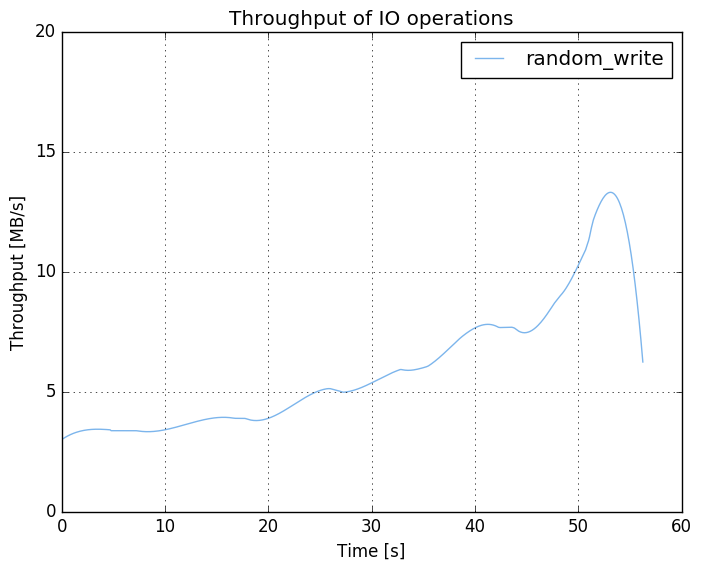 Throughput of IO operations
random_write
Throughput [MB/s]
20
15
10
5
0
0 10 20 30 40 50 60
Time [s]